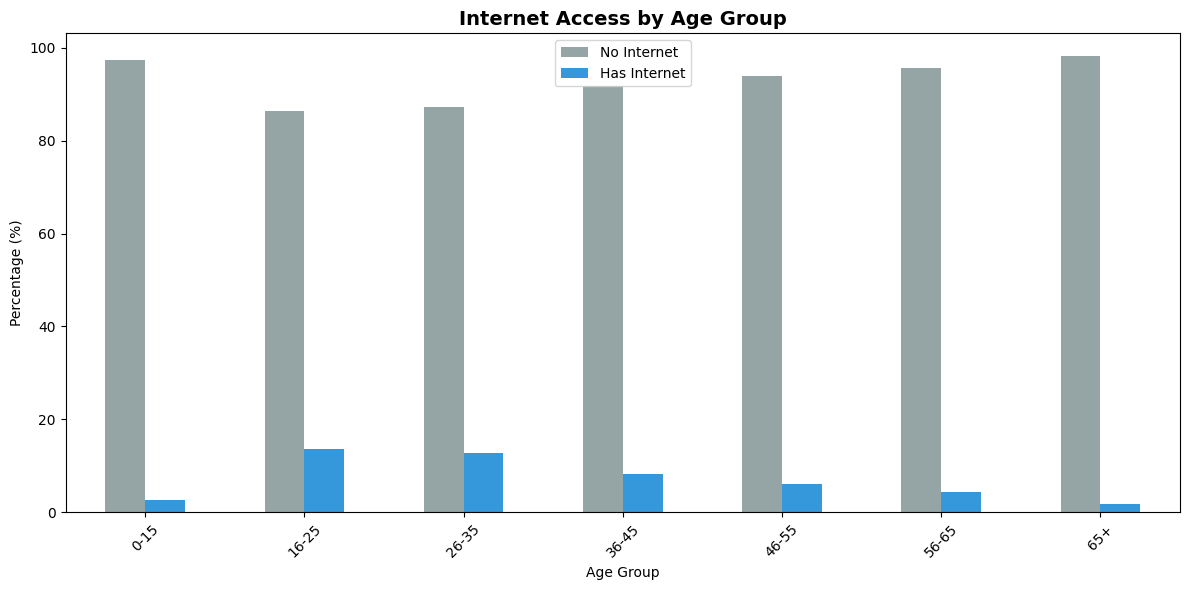 Internet Access by Age Group
No Internet
Has Internet
Percentage (%)
100
80
60
40
20
0
0-15
16-25
26-35
36-45
46-55
56-65
65+
Age Group